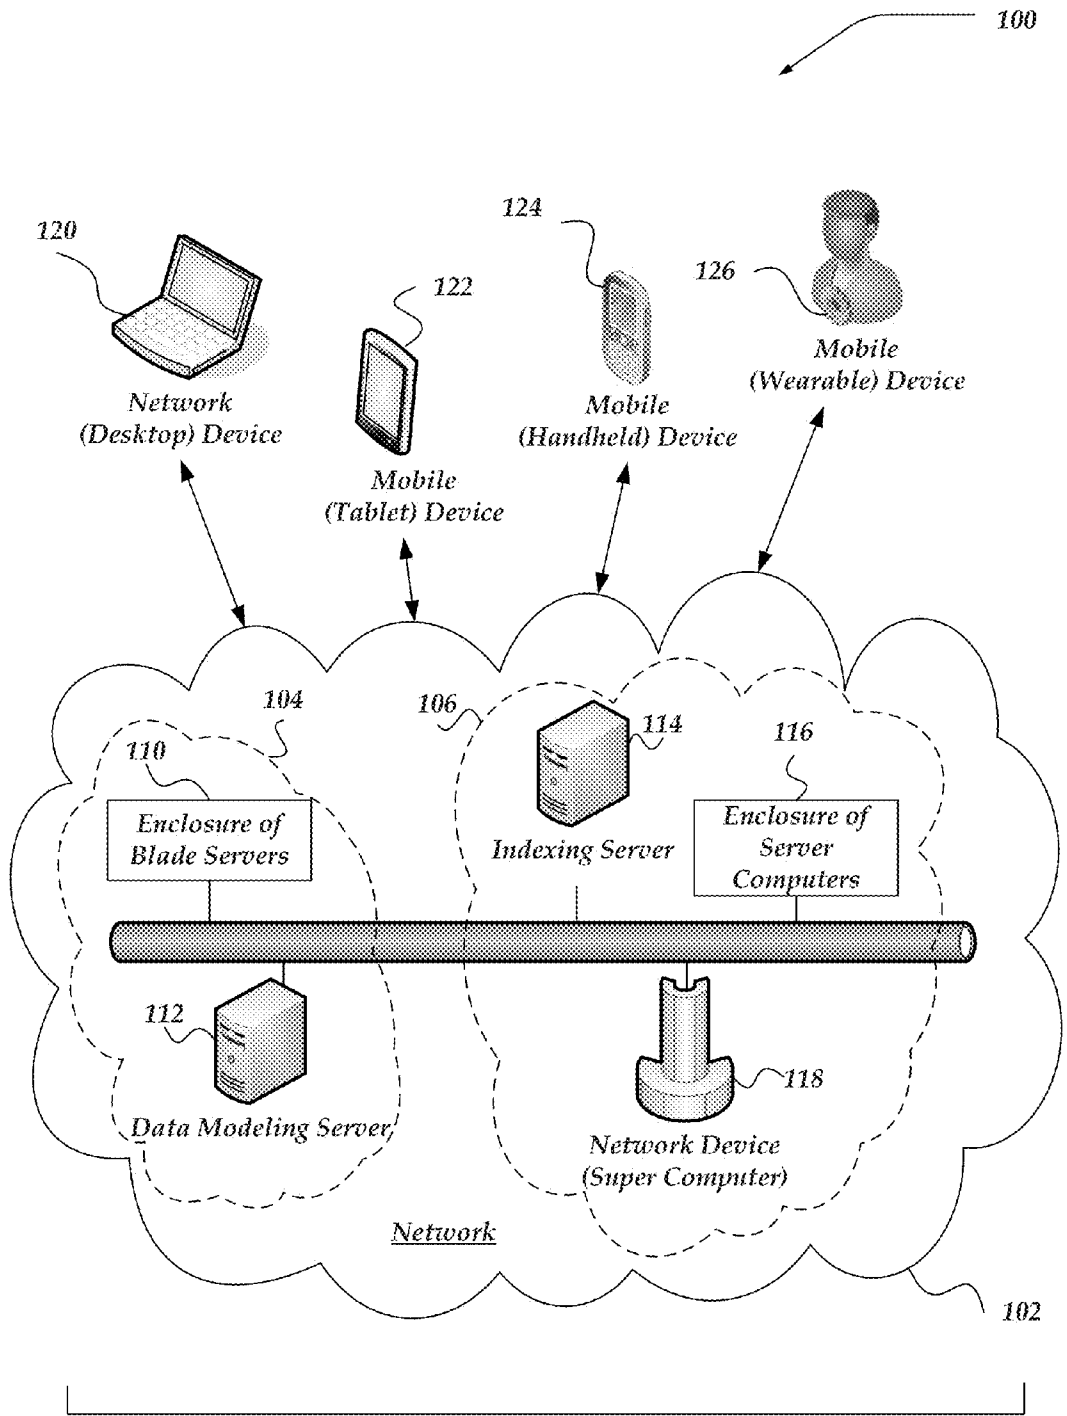 100
120
122
124
126
Network
(Desktop) Device
Mobile
(Tablet) Device
Mobile
(Handheld) Device
Mobile
(Wearable) Device
104
106
110
Enclosure of
Blade Servers
114
Indexing Server
116
Enclosure of
Server
Computers
112
Data Modeling Server
118
Network Device
(Super Computer)
Network
102